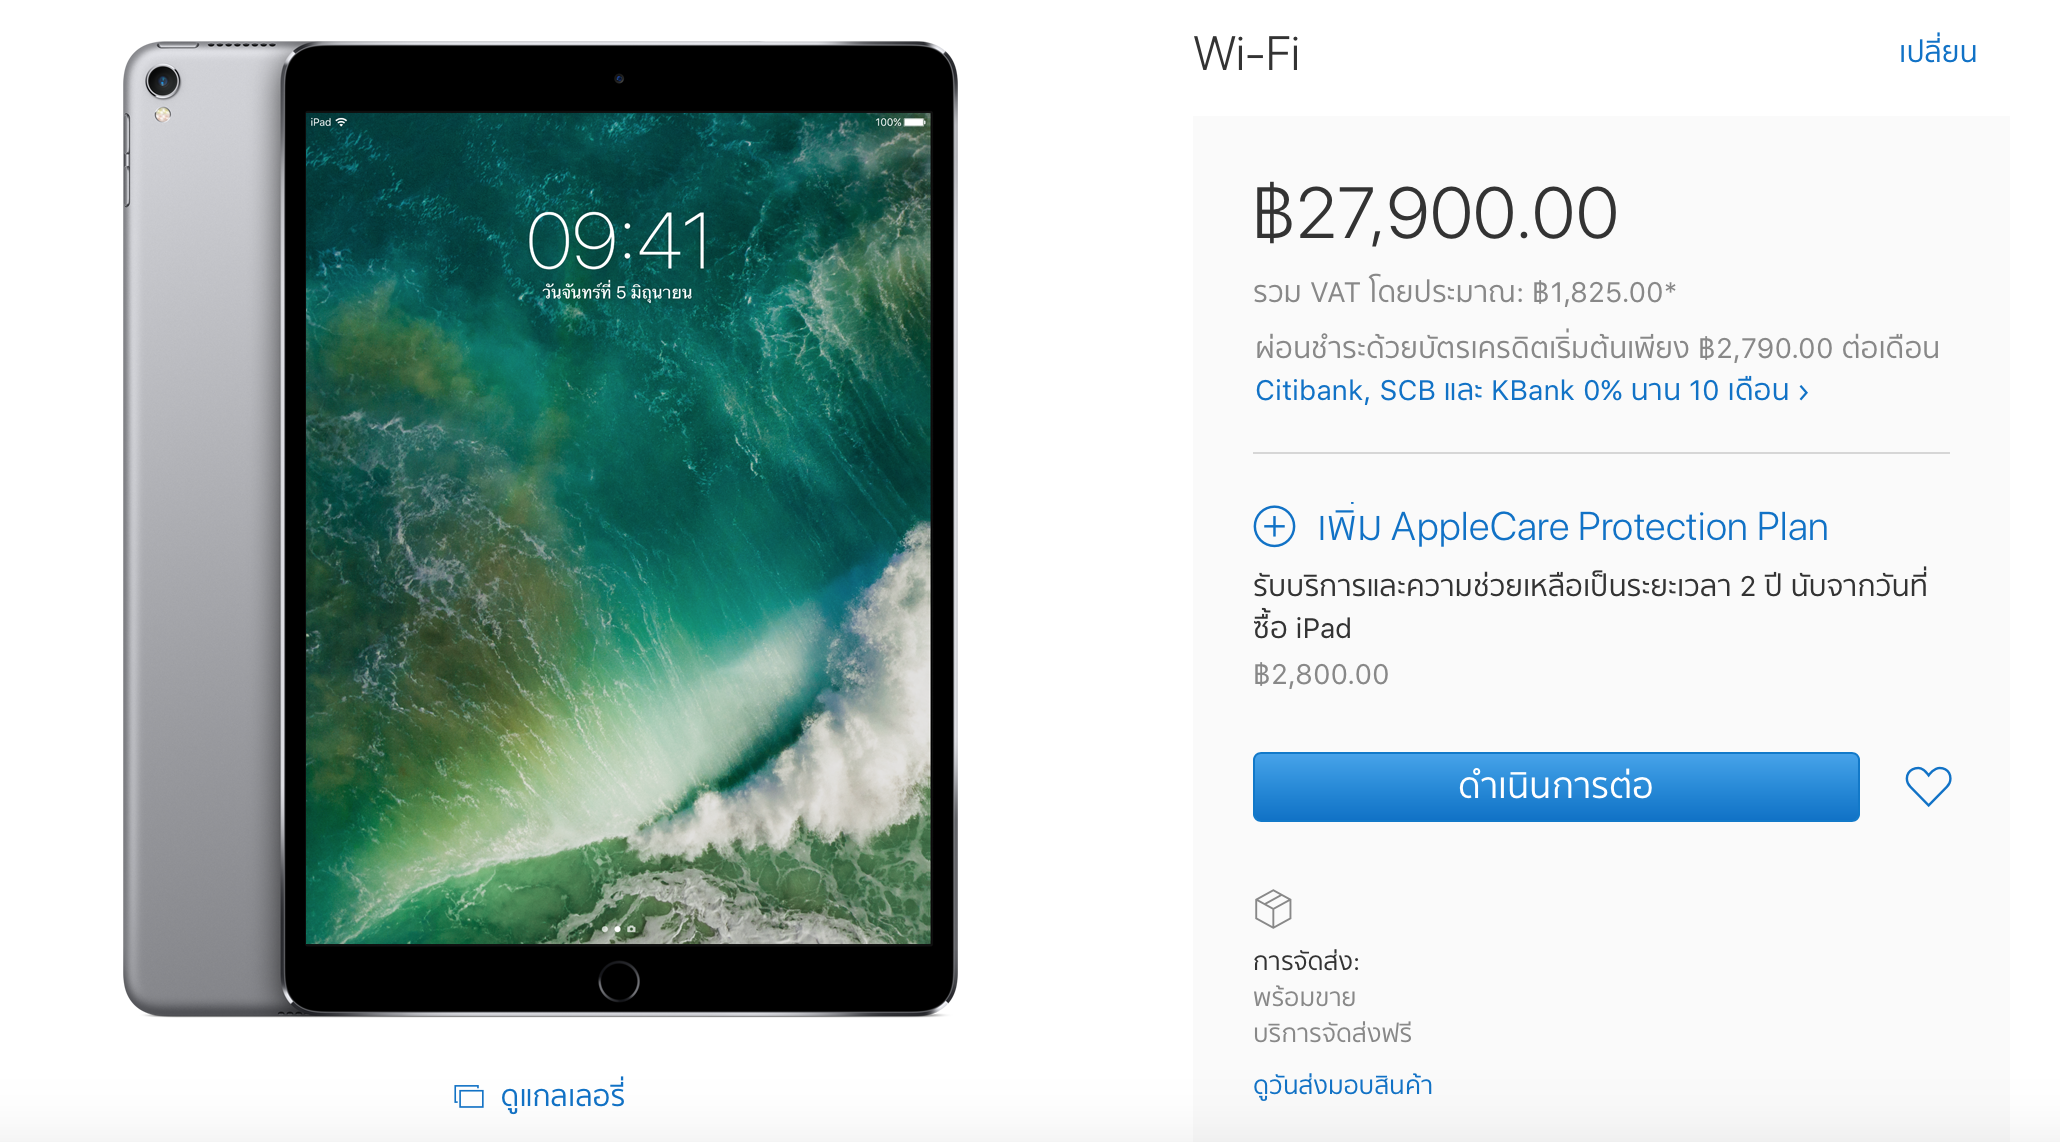 iPad
100%
09:41
วันจันทร์ที่ 5 มิถุนายน
ดูแกลเลอรี่
Wi-Fi
เปลี่ยน
฿27,900.00
รวม VAT โดยประมาณ: ฿1,825.00*
ผ่อนชำระด้วยบัตรเครดิตเริ่มต้นเพียง ฿2,790.00 ต่อเดือน
Citibank, SCB และ KBank 0% นาน 10 เดือน ›
เพิ่ม AppleCare Protection Plan
รับบริการและความช่วยเหลือเป็นระยะเวลา 2 ปี นับจากวันที่
ซื้อ iPad
฿2,800.00
ดำเนินการต่อ
การจัดส่ง:
พร้อมขาย
บริการจัดส่งฟรี
ดูวันส่งมอบสินค้า